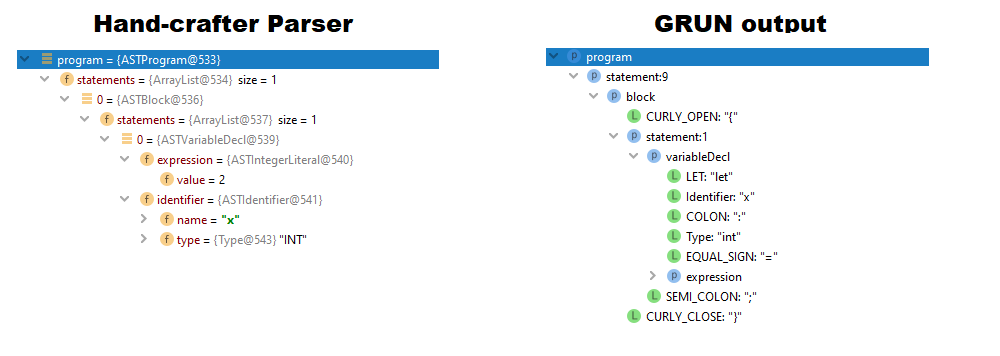 Hand-crafter Parser
program = {ASTProgram@533}
f statements = {ArrayList@534} size = 1
0 = {ASTBlock@536}
f statements = {ArrayList@537} size = 1
0 = {ASTVariableDecl@539}
f expression = {ASTIntegerLiteral@540}
f value = 2
f identifier = {ASTIdentifier@541}
f name = "x"
f type = {Type@543} "INT"
GRUN output
p program
p statement:9
p block
L CURLY_OPEN: "{"
p statement:1
p variableDecl
L LET: "let"
L Identifier: "x"
L COLON: ":"
L Type: "int"
L EQUAL_SIGN: "="
p expression
L SEMI_COLON: ";"
L CURLY_CLOSE: "}"